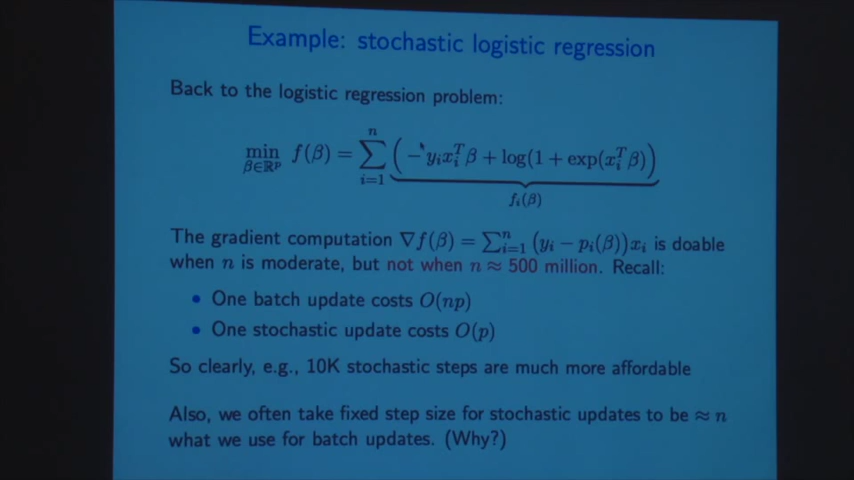 Example: stochastic logistic regression
Back to the logistic regression problem:
min_{β∈ℝ^p} f(β) = ∑_{i=1}^{n} (−y_i x_i^T β + log(1 + exp(x_i^T β))
f_i(β)
The gradient computation ∇f(β) = ∑_{i=1}^{n} (y_i − p_i(β))x_i is doable
when n is moderate, but not when n ≈ 500 million. Recall:
• One batch update costs O(np)
• One stochastic update costs O(p)
So clearly, e.g., 10K stochastic steps are much more affordable
Also, we often take fixed step size for stochastic updates to be ≈ n
what we use for batch updates. (Why?)